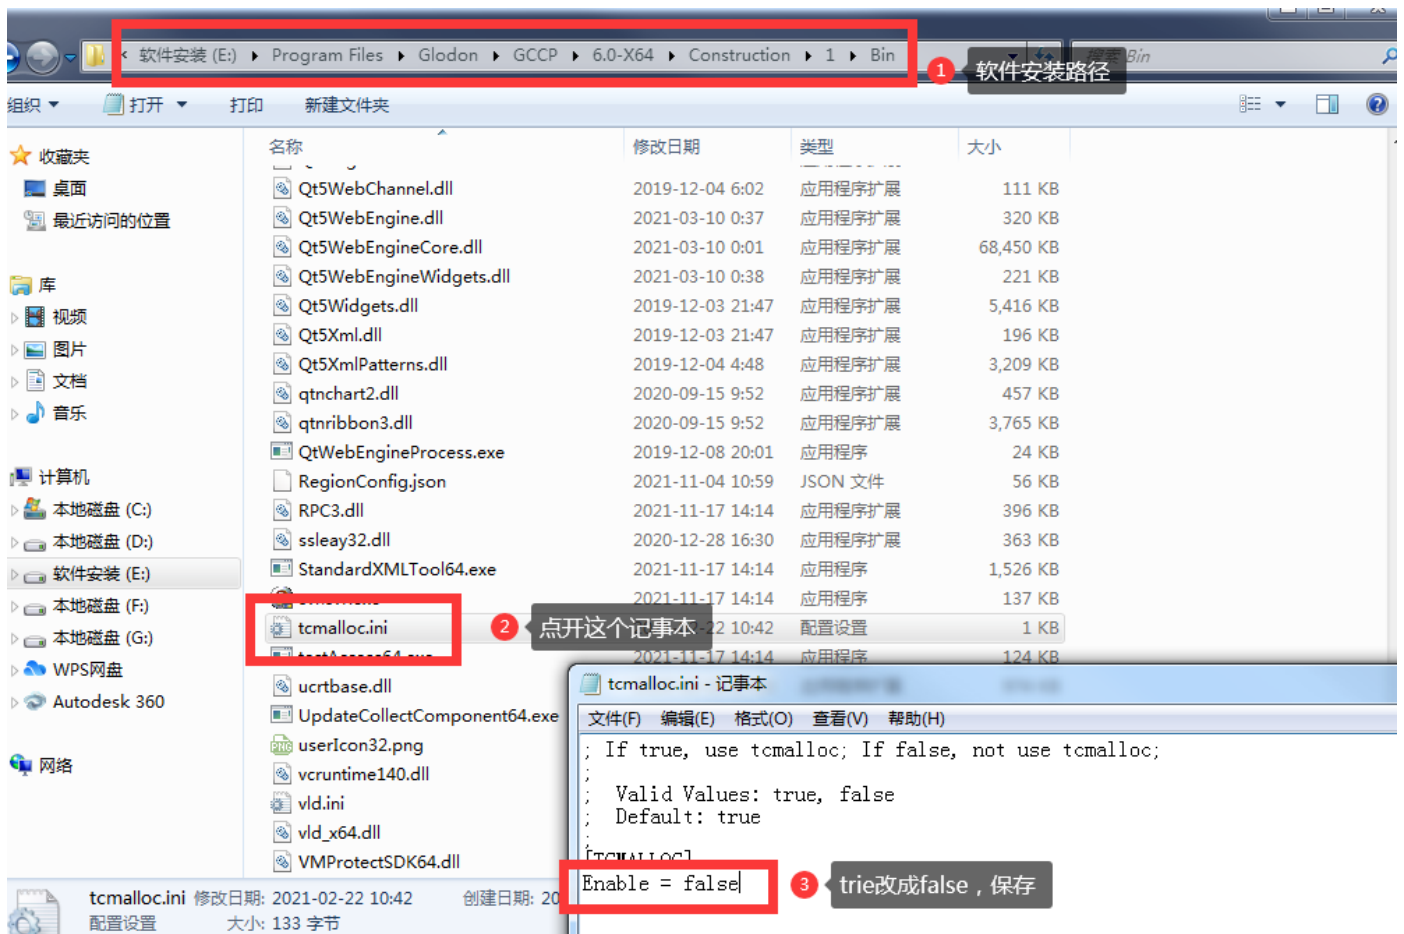 软件安装 (E:) ▸ Program Files ▸ Glodon ▸ GCCP ▸ 6.0-X64 ▸ Construction ▸ 1 ▸ Bin
搜索 Bin
1 软件安装路径
组织 打开 打印 新建文件夹
名称 修改日期 类型 大小
收藏夹
桌面
最近访问的位置
库
视频
图片
文档
音乐
计算机
本地磁盘 (C:)
本地磁盘 (D:)
软件安装 (E:)
本地磁盘 (F:)
本地磁盘 (G:)
WPS网盘
Autodesk 360
网络
Qt5WebChannel.dll 2019-12-04 6:02 应用程序扩展 111 KB
Qt5WebEngine.dll 2021-03-10 0:37 应用程序扩展 320 KB
Qt5WebEngineCore.dll 2021-03-10 0:01 应用程序扩展 68,450 KB
Qt5WebEngineWidgets.dll 2021-03-10 0:38 应用程序扩展 221 KB
Qt5Widgets.dll 2019-12-03 21:47 应用程序扩展 5,416 KB
Qt5Xml.dll 2019-12-03 21:47 应用程序扩展 196 KB
Qt5XmlPatterns.dll 2019-12-04 4:48 应用程序扩展 3,209 KB
qtnchart2.dll 2020-09-15 9:52 应用程序扩展 457 KB
qtnribbon3.dll 2020-09-15 9:52 应用程序扩展 3,765 KB
QtWebEngineProcess.exe 2019-12-08 20:01 应用程序 24 KB
RegionConfig.json 2021-11-04 10:59 JSON 文件 56 KB
RPC3.dll 2021-11-17 14:14 应用程序扩展 396 KB
ssleay32.dll 2020-12-28 16:30 应用程序扩展 363 KB
StandardXMLTool64.exe 2021-11-17 14:14 应用程序 1,526 KB
2021-11-17 14:14 应用程序 137 KB
tcmalloc.ini 2 点开这个记事本 -22 10:42 配置设置 1 KB
testAccess64.exe 2021-11-17 14:14 应用程序 124 KB
ucrtbase.dll
UpdateCollectComponent64.exe
userIcon32.png
vcruntime140.dll
vld.ini
vld_x64.dll
VMProtectSDK64.dll
tcmalloc.ini - 记事本
文件(F) 编辑(E) 格式(O) 查看(V) 帮助(H)
; If true, use tcmalloc; If false, not use tcmalloc;
;
; Valid Values: true, false
; Default: true
;
[TCMALLOC]
Enable = false
3 trie改成false，保存
tcmalloc.ini 修改日期: 2021-02-22 10:42 创建日期: 20
配置设置 大小: 133 字节